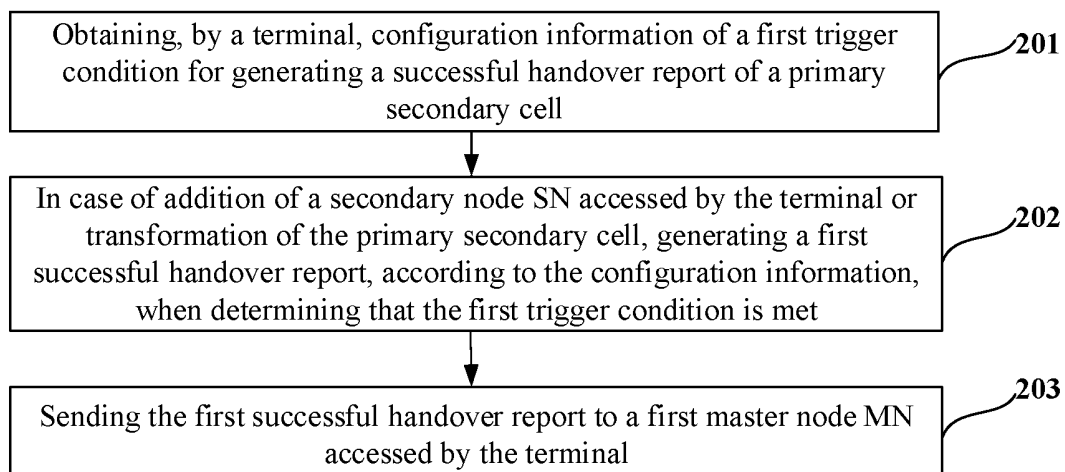 Obtaining, by a terminal, configuration information of a first trigger
condition for generating a successful handover report of a primary
secondary cell
201
In case of addition of a secondary node SN accessed by the terminal or
transformation of the primary secondary cell, generating a first
successful handover report, according to the configuration information,
when determining that the first trigger condition is met
202
Sending the first successful handover report to a first master node MN
accessed by the terminal
203